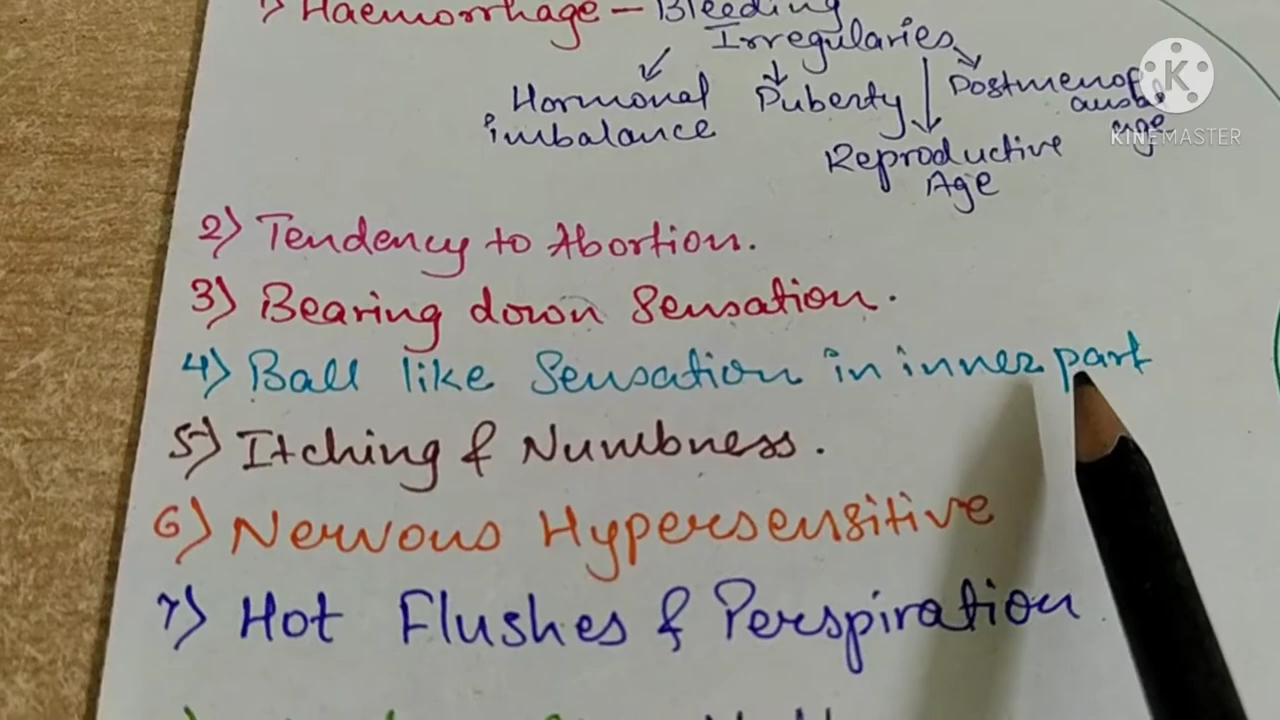 1) Haemorrhage - Bleeding
Irregularies
Hormonal imbalance
Puberty
Reproductive Age
Postmenopausal age
K
KINEMASTER
2) Tendency to Abortion.
3) Bearing down Sensation.
4) Ball like Sensation in inner part
5) Itching & Numbness.
6) Nervous Hypersensitive
7) Hot Flushes & Perspiration